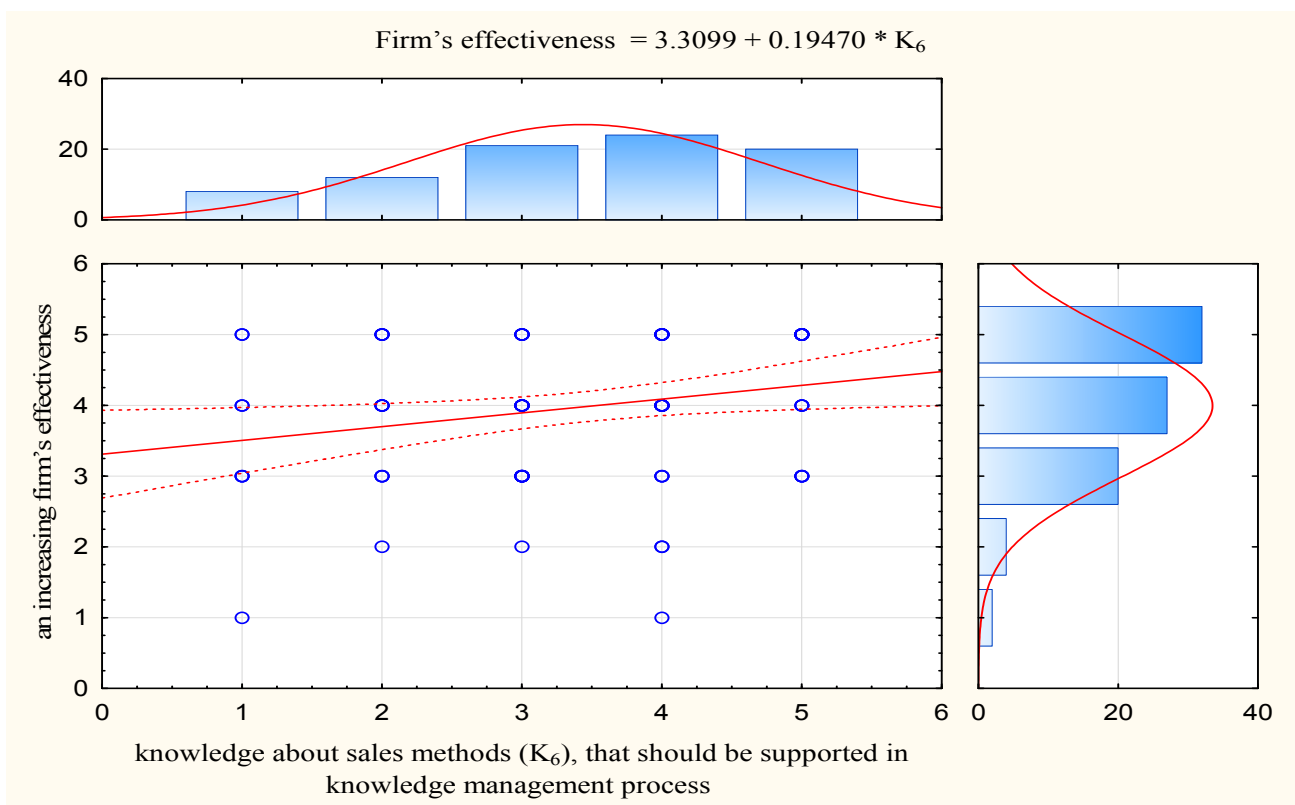 Firm’s effectiveness = 3.3099 + 0.19470 * K₆
40
20
0
6
5
4
3
2
1
0
an increasing firm’s effectiveness
0 1 2 3 4 5 6
0 20 40
knowledge about sales methods (K₆), that should be supported in
knowledge management process